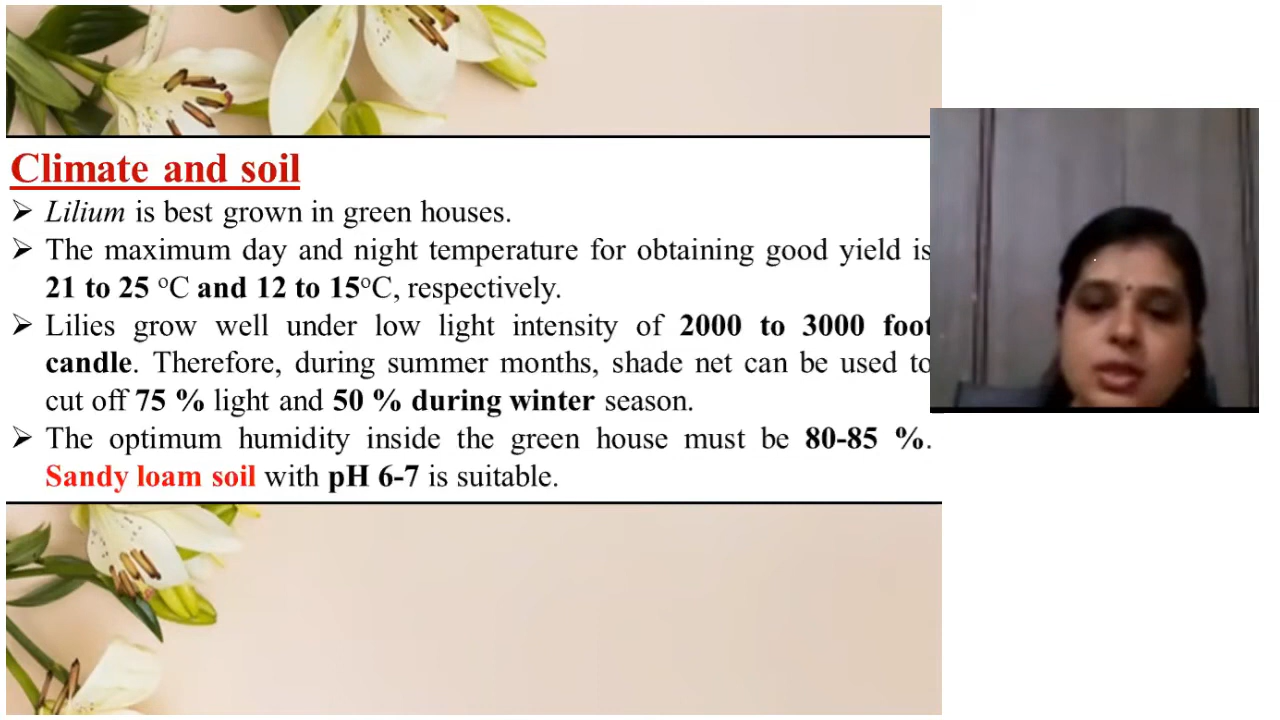 Climate and soil
➢ Lilium is best grown in green houses.
➢ The maximum day and night temperature for obtaining good yield is
21 to 25 °C and 12 to 15°C, respectively.
➢ Lilies grow well under low light intensity of 2000 to 3000 foot
candle. Therefore, during summer months, shade net can be used to
cut off 75 % light and 50 % during winter season.
➢ The optimum humidity inside the green house must be 80-85 %.
Sandy loam soil with pH 6-7 is suitable.